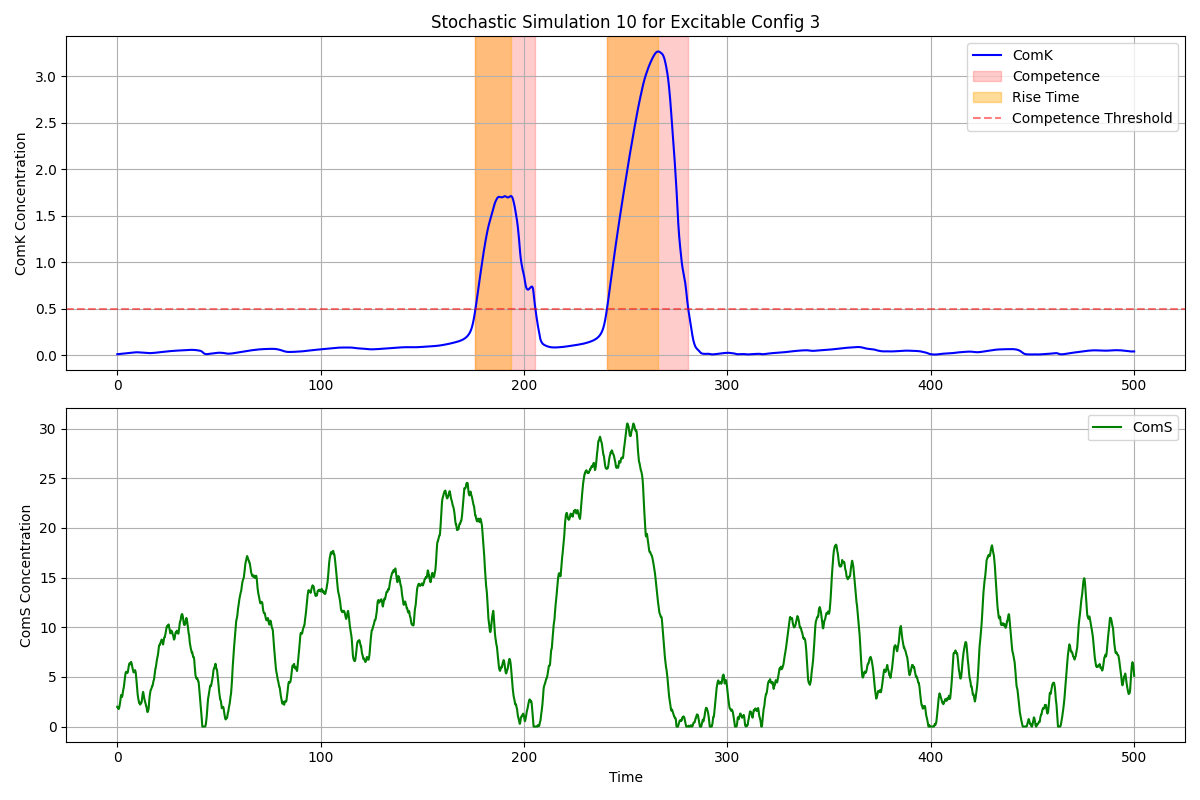 Stochastic Simulation 10 for Excitable Config 3
ComK Concentration
3.0
2.5
2.0
1.5
1.0
0.5
0.0
ComK
Competence
Rise Time
Competence Threshold
0 100 200 300 400 500
ComS Concentration
30
25
20
15
10
5
0
ComS
0 100 200 300 400 500
Time